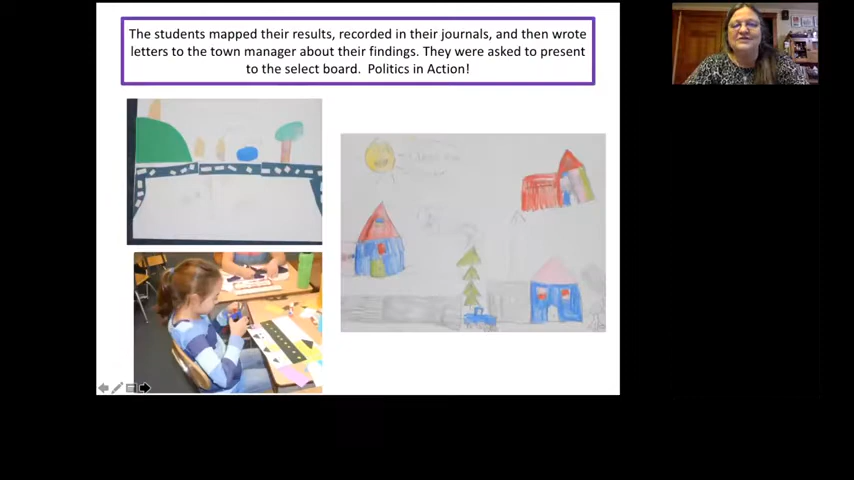 The students mapped their results, recorded in their journals, and then wrote
letters to the town manager about their findings. They were asked to present
to the select board.  Politics in Action!